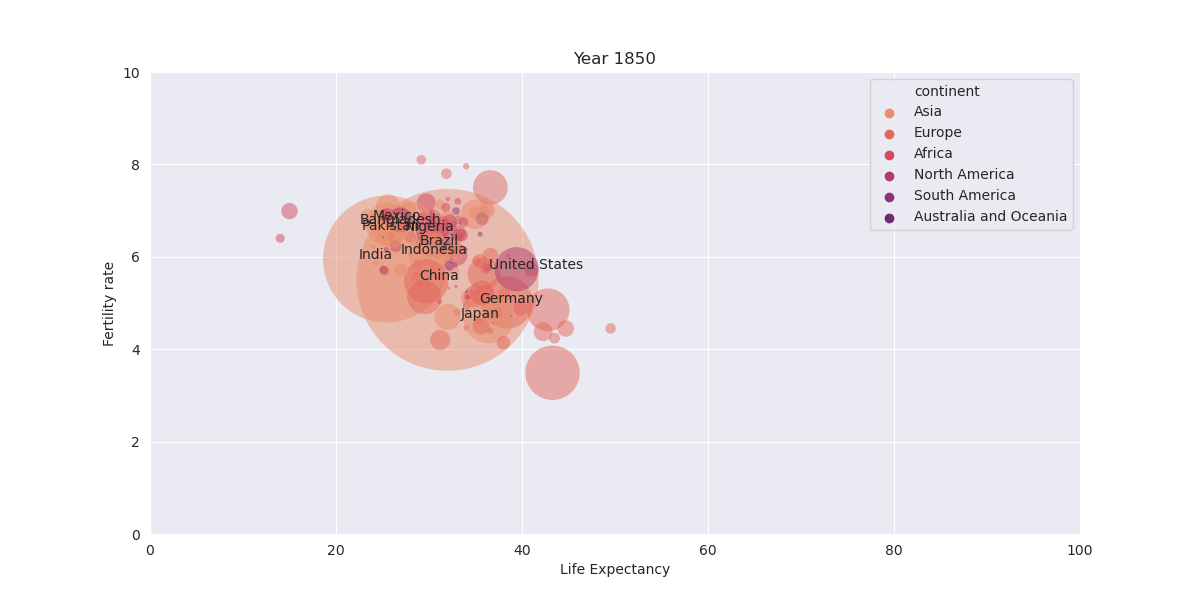 Year 1850
10
8
6
4
2
0
0 20 40 60 80 100
Fertility rate
Life Expectancy
continent
Asia
Europe
Africa
North America
South America
Australia and Oceania
Mexico
Bangladesh
Pakistan
Nigeria
Brazil
Indonesia
India
United States
China
Germany
Japan